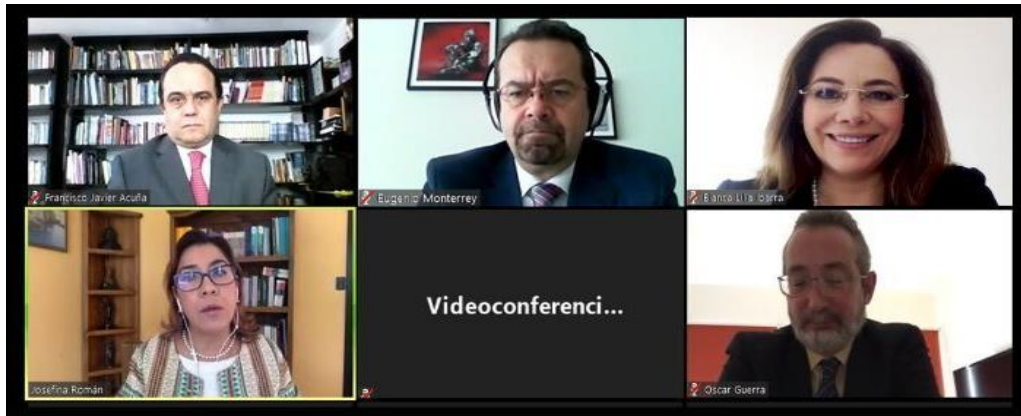 Francisco Javier Acuña
Eugenio Monterrey
Blanca Lilia Ibarra
Josefina Román
Videoconferenci...
Oscar Guerra